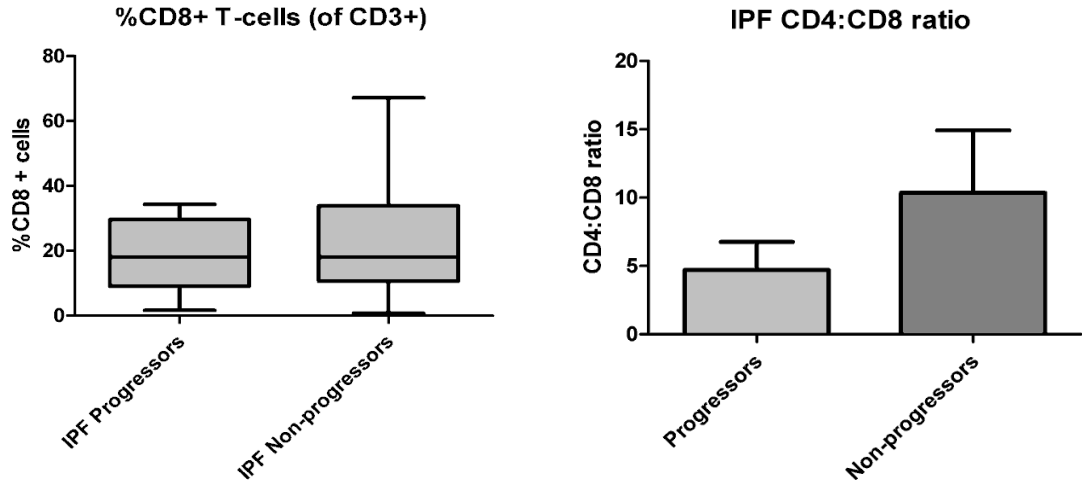 %CD8+ T-cells (of CD3+)
%CD8 + cells
80
60
40
20
0
IPF Progressors
IPF Non-progressors
IPF CD4:CD8 ratio
CD4:CD8 ratio
20
15
10
5
0
Progressors
Non-progressors